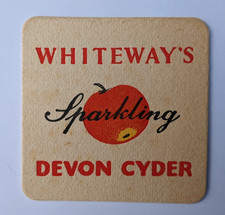 WHITEWAY'S
Sparkling
DEVON CYDER